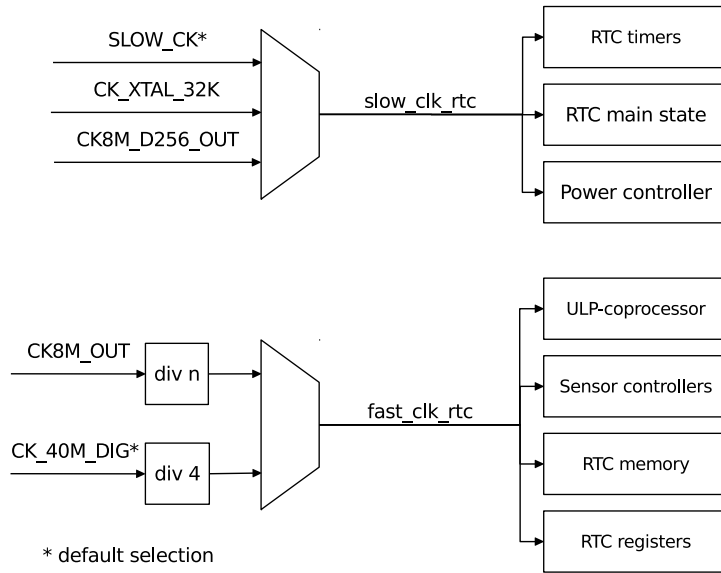 SLOW_CK*
CK_XTAL_32K
CK8M_D256_OUT
slow_clk_rtc
RTC timers
RTC main state
Power controller
CK8M_OUT
div n
CK_40M_DIG*
div 4
fast_clk_rtc
ULP-coprocessor
Sensor controllers
RTC memory
RTC registers
* default selection